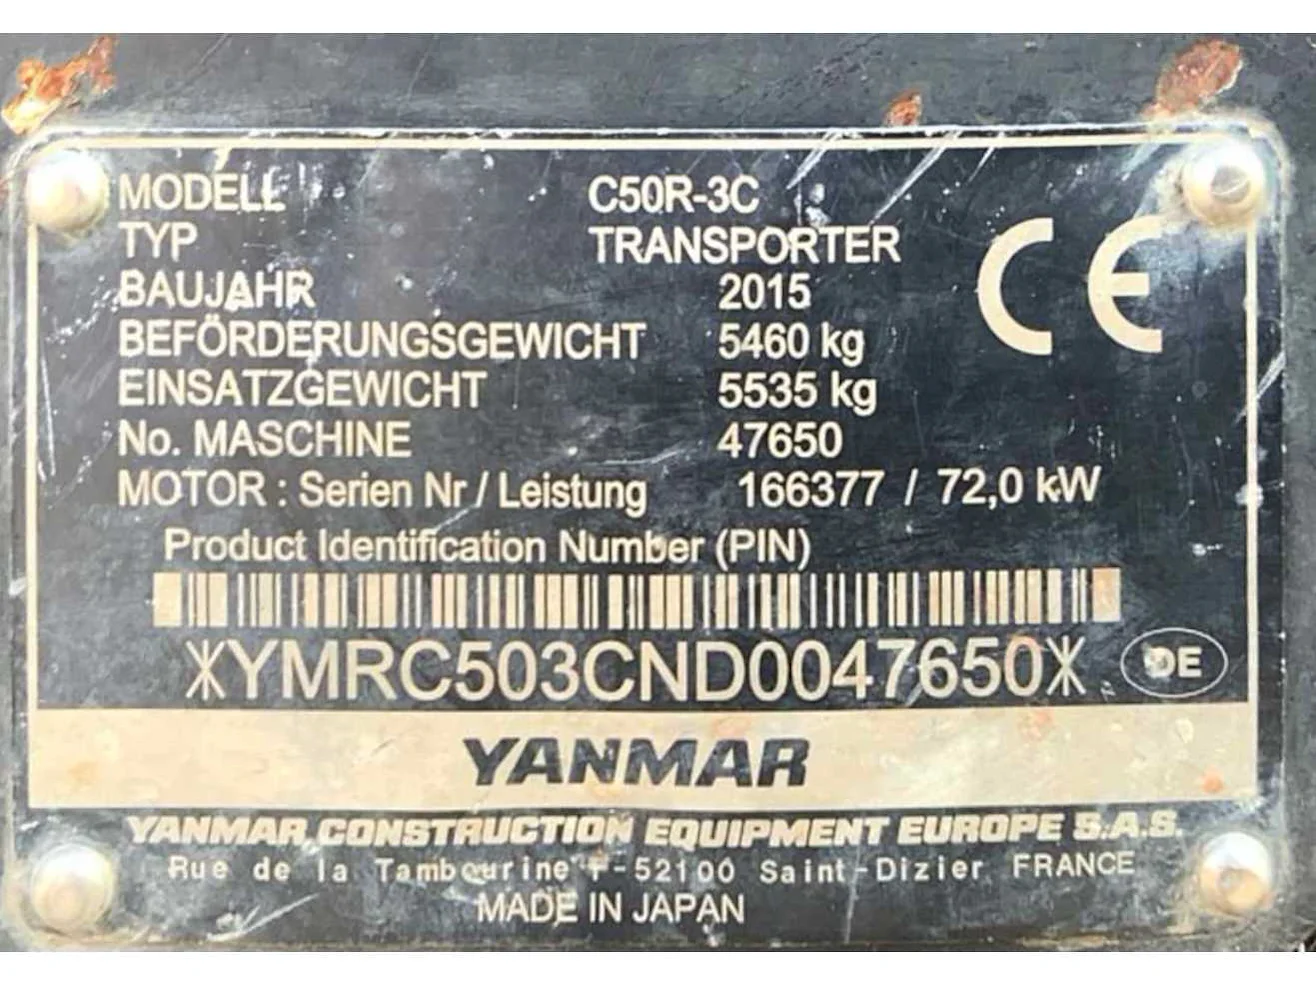 MODELL C50R-3C
TYP TRANSPORTER
BAUJAHR 2015
BEFÖRDERUNGSGEWICHT 5460 kg
EINSATZGEWICHT 5535 kg
No. MASCHINE 47650
MOTOR : Serien Nr / Leistung 166377 / 72,0 kW
CE
Product Identification Number (PIN)
*YMRC503CND0047650*
DE
YANMAR
YANMAR CONSTRUCTION EQUIPMENT EUROPE S.A.S.
Rue de la Tambourine F-52100 Saint-Dizier FRANCE
MADE IN JAPAN